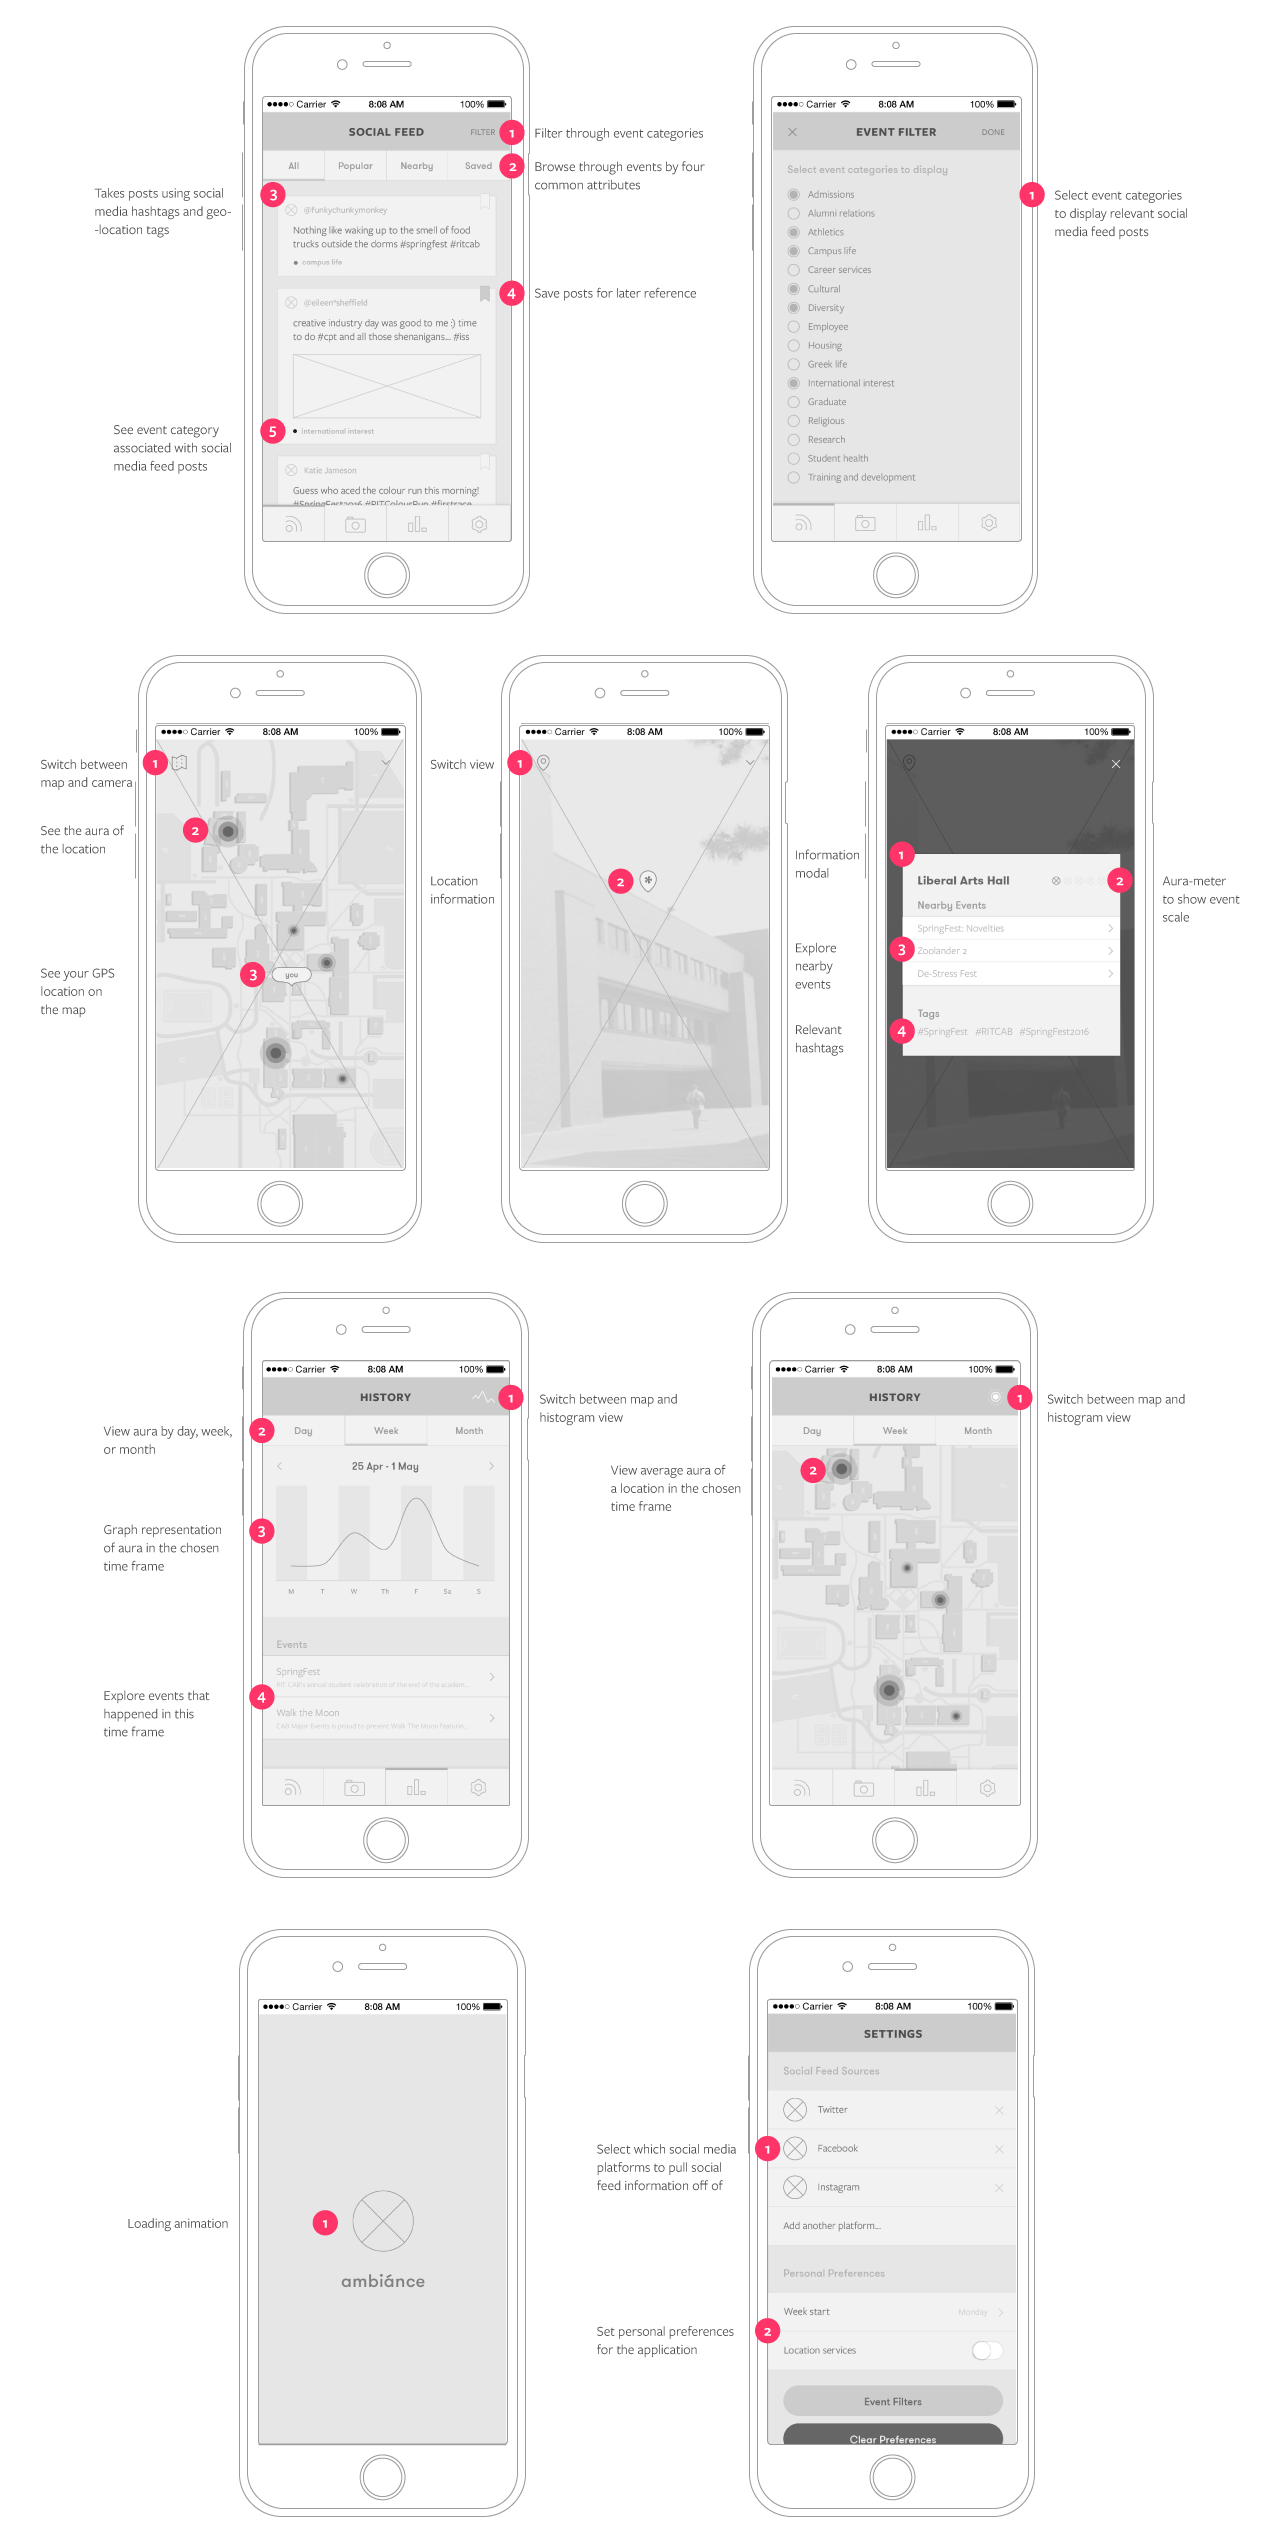 Carrier 8:08 AM 100%
SOCIAL FEED FILTER
1 Filter through event categories
All Popular Nearby Saved
2 Browse through events by four
common attributes
3
Takes posts using social
media hashtags and geo-
-location tags
@funkychunkymonkey
Nothing like waking up to the smell of food
trucks outside the dorms #springfest #ritcab
campus life
4 Save posts for later reference
@eileen*sheffield
creative industry day was good to me ;) time
to do #cpt and all those shenanigans... #iss
5
See event category
associated with social
media feed posts
international interest
Katie Jameson
Guess who aced the colour run this morning!
#SpringFest2016 #RITColourRun #firstrace
Carrier 8:08 AM 100%
EVENT FILTER DONE
Select event categories to display
Admissions
Alumni relations
Athletics
Campus life
Career services
Cultural
Diversity
Employee
Housing
Greek life
International interest
Graduate
Religious
Research
Student health
Training and development
1 Select event categories
to display relevant social
media feed posts
Carrier 8:08 AM 100%
Switch between
map and camera
1
See the aura of
the location
2
See your GPS
location on
the map
3
you
L
Carrier 8:08 AM 100%
Switch view
1
Location
information
2
Carrier 8:08 AM 100%
Information
modal
1
Liberal Arts Hall
2 Aura-meter
to show event
scale
Nearby Events
SpringFest: Novelties
Explore
nearby
events
3
Zoolander 2
De-Stress Fest
Relevant
hashtags
Tags
4
#SpringFest #RITCAB #SpringFest2016
Carrier 8:08 AM 100%
HISTORY
1 Switch between map and
histogram view
View aura by day, week,
or month
2
Day Week Month
25 Apr - 1 May
Graph representation
of aura in the chosen
time frame
3
M T W Th F Sa S
Events
SpringFest
RIT CAB's annual student celebration of the end of the academ...
Explore events that
happened in this
time frame
4
Walk the Moon
CAB Major Events is proud to present Walk The Moon Featurin...
Carrier 8:08 AM 100%
HISTORY
1 Switch between map and
histogram view
Day Week Month
View average aura of
a location in the chosen
time frame
2
L
Carrier 8:08 AM 100%
Loading animation
1
ambiánce
Carrier 8:08 AM 100%
SETTINGS
Social Feed Sources
Twitter
Select which social media
platforms to pull social
feed information off of
1
Facebook
Instagram
Add another platform...
Personal Preferences
Week start Monday
Set personal preferences
for the application
2
Location services
Event Filters
Clear Preferences